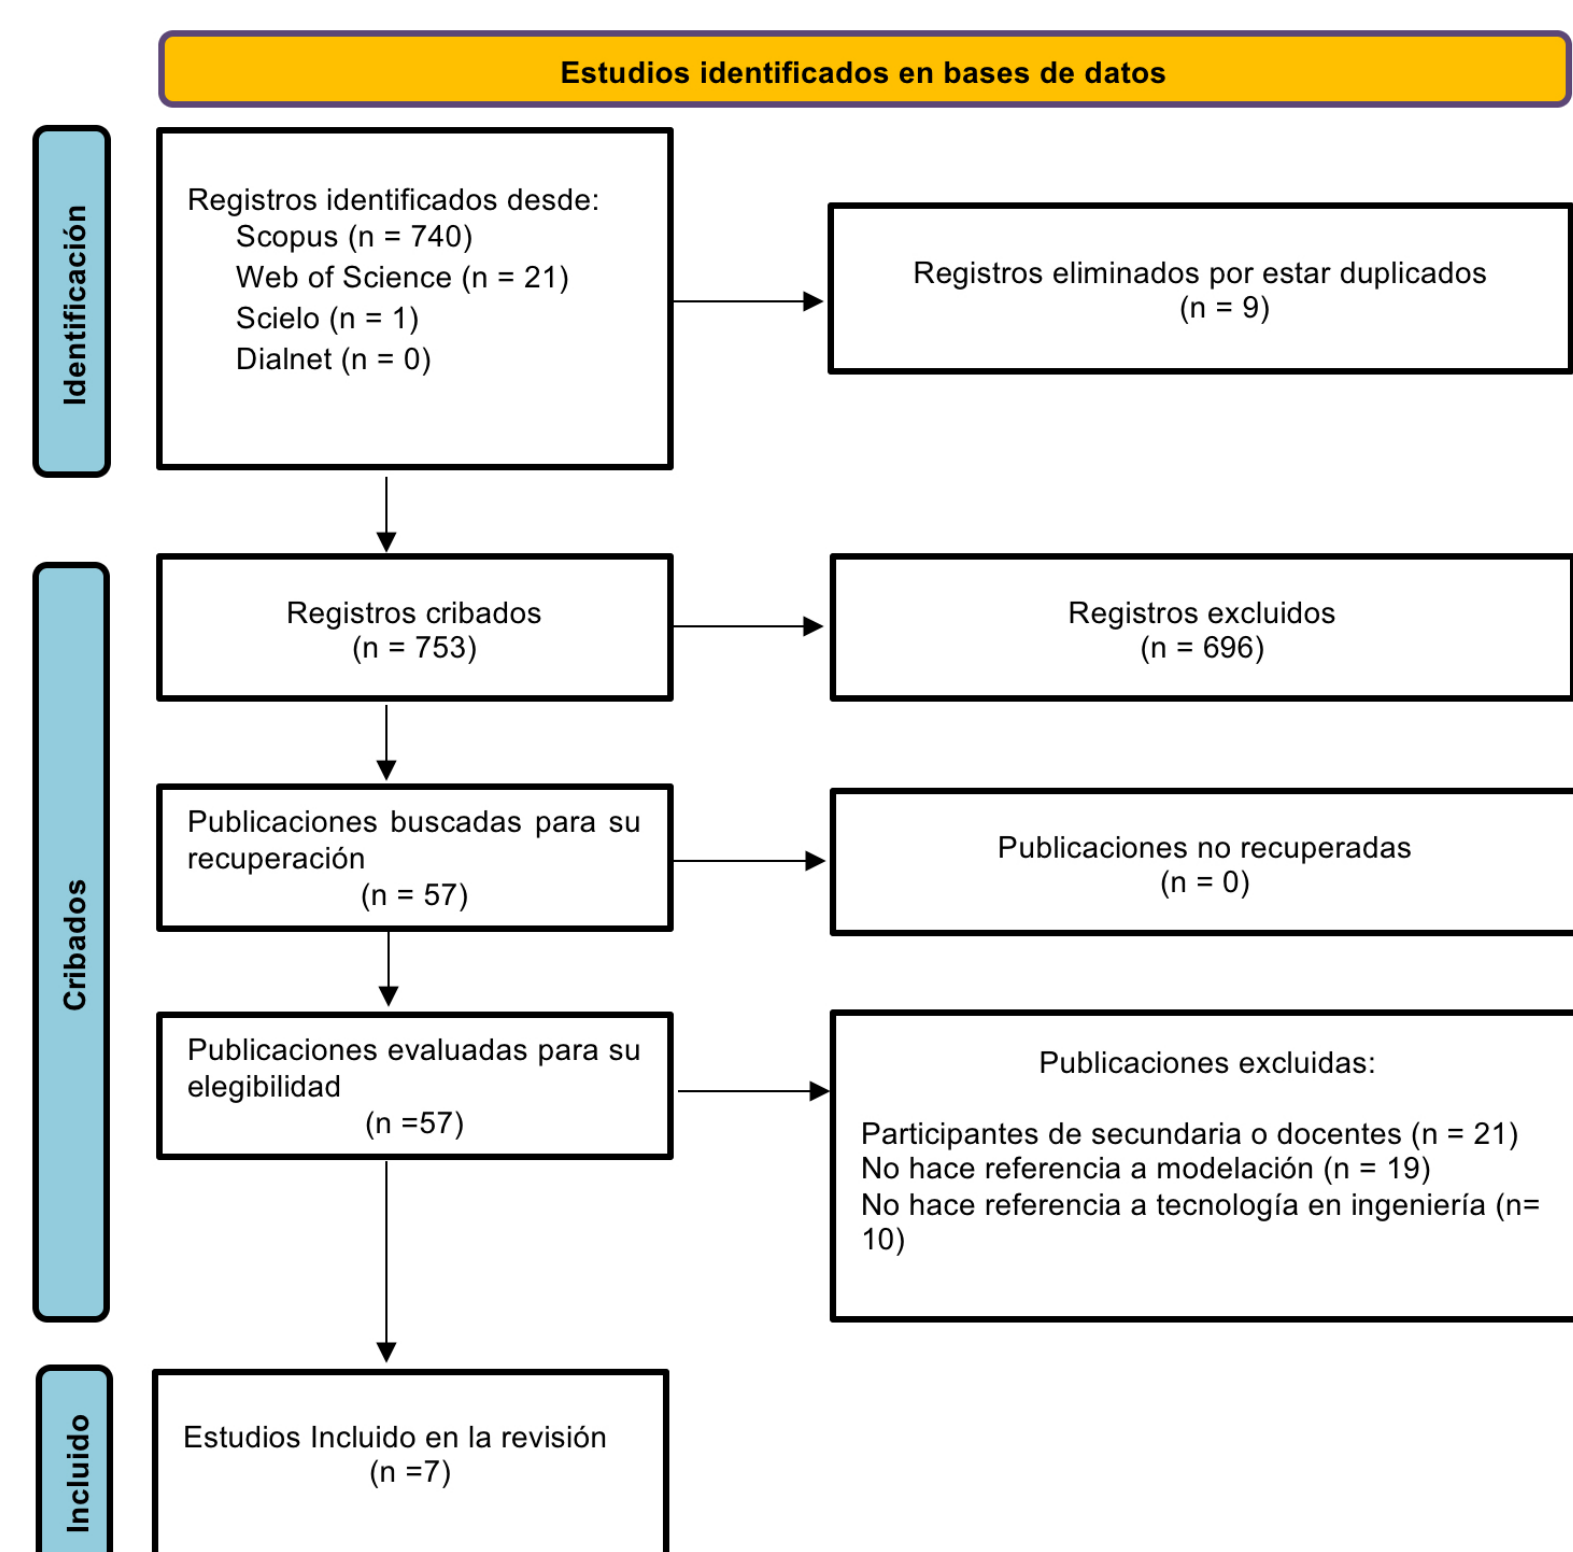 Estudios identificados en bases de datos
Identificación
Registros identificados desde:
Scopus (n = 740)
Web of Science (n = 21)
Scielo (n = 1)
Dialnet (n = 0)
Registros eliminados por estar duplicados
(n = 9)
Cribados
Registros cribados
(n = 753)
Registros excluidos
(n = 696)
Publicaciones buscadas para su
recuperación
(n = 57)
Publicaciones no recuperadas
(n = 0)
Publicaciones evaluadas para su
elegibilidad
(n =57)
Publicaciones excluidas:
Participantes de secundaria o docentes (n = 21)
No hace referencia a modelación (n = 19)
No hace referencia a tecnología en ingeniería (n=
10)
Incluido
Estudios Incluido en la revisión
(n =7)